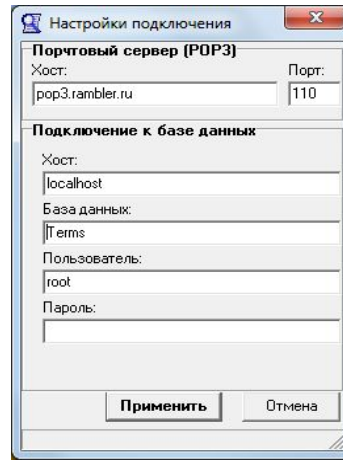 Настройки подключения
Порчтовый сервер (POP3)
Хост: Порт:
pop3.rambler.ru 110
Подключение к базе данных
Хост:
localhost
База данных:
Terms
Пользователь:
root
Пароль:
Применить Отмена